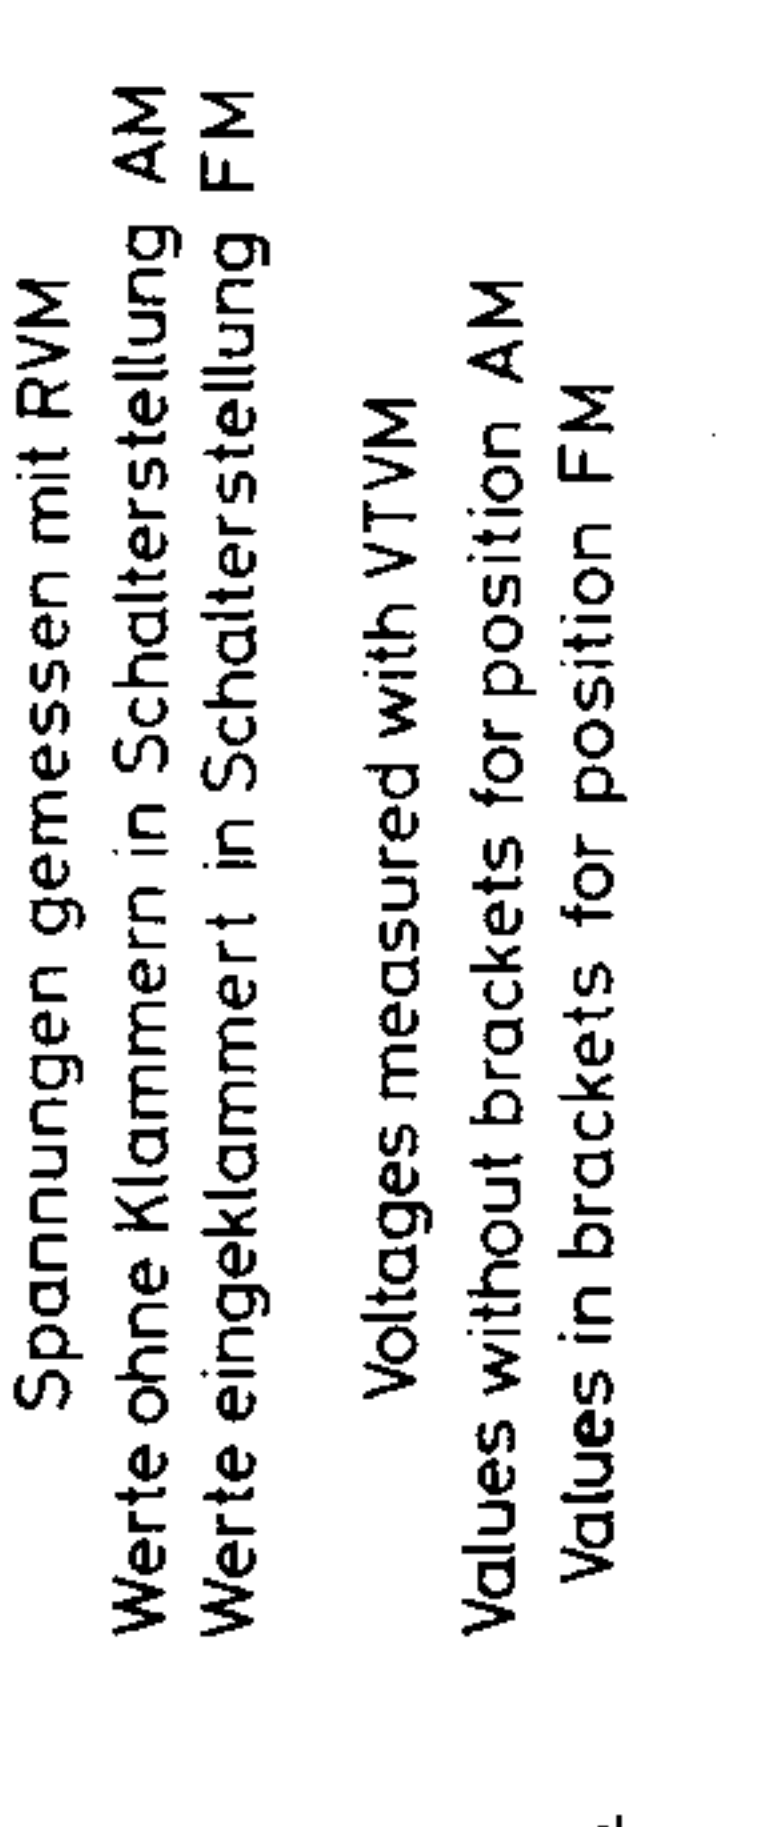 Spannungen gemessen mit RVM
Werte ohne Klammern in Schalterstellung AM
Werte eingeklammert in Schalterstellung FM
Voltages measured with VTVM
Values without brackets for position AM
Values in brackets for position FM